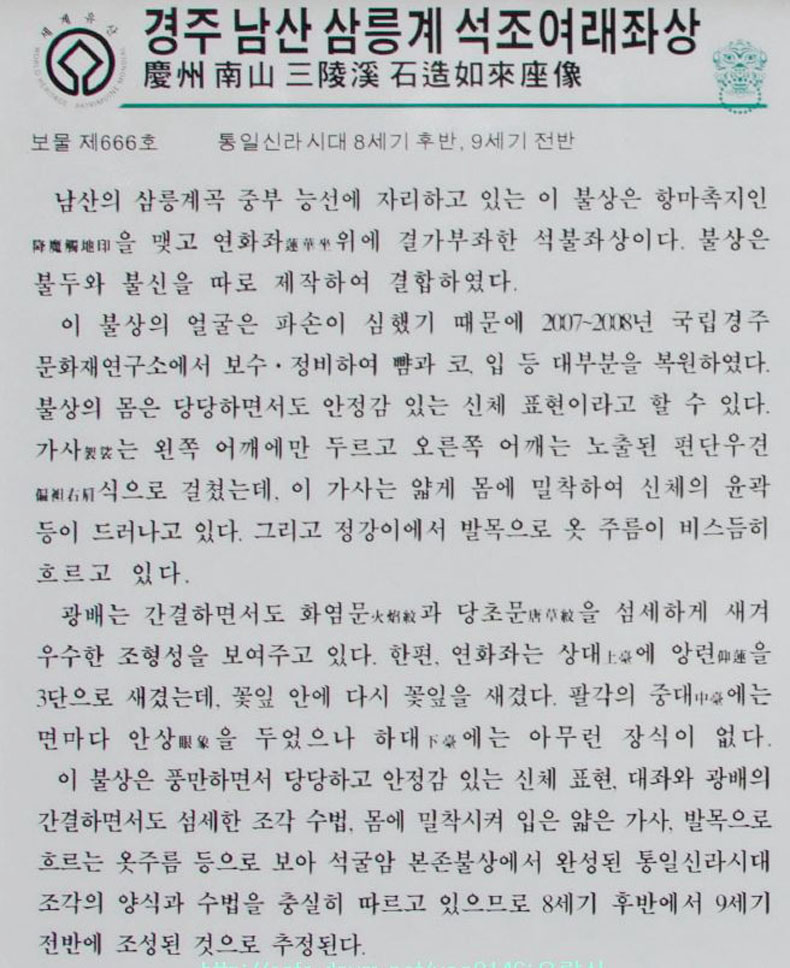 세계유산
WORLD HERITAGE PATRIMOINE MONDIAL
경주 남산 삼릉계 석조여래좌상
慶州 南山 三陵溪 石造如來座像
보물 제666호 통일신라시대 8세기 후반, 9세기 전반
남산의 삼릉계곡 중부 능선에 자리하고 있는 이 불상은 항마촉지인
降魔觸地印을 맺고 연화좌蓮華坐위에 결가부좌한 석불좌상이다. 불상은
불두와 불신을 따로 제작하여 결합하였다.
이 불상의 얼굴은 파손이 심했기 때문에 2007~2008년 국립경주
문화재연구소에서 보수·정비하여 뺨과 코, 입 등 대부분을 복원하였다.
불상의 몸은 당당하면서도 안정감 있는 신체 표현이라고 할 수 있다.
가사袈裟는 왼쪽 어깨에만 두르고 오른쪽 어깨는 노출된 편단우견
偏袒右肩식으로 걸쳤는데, 이 가사는 얇게 몸에 밀착하여 신체의 윤곽
등이 드러나고 있다. 그리고 정강이에서 발목으로 옷 주름이 비스듬히
흐르고 있다.
광배는 간결하면서도 화염문火焰紋과 당초문唐草紋을 섬세하게 새겨
우수한 조형성을 보여주고 있다. 한편, 연화좌는 상대上臺에 앙련仰蓮을
3단으로 새겼는데, 꽃잎 안에 다시 꽃잎을 새겼다. 팔각의 중대中臺에는
면마다 안상眼象을 두었으나 하대下臺에는 아무런 장식이 없다.
이 불상은 풍만하면서 당당하고 안정감 있는 신체 표현, 대좌와 광배의
간결하면서도 섬세한 조각 수법, 몸에 밀착시켜 입은 얇은 가사, 발목으로
흐르는 옷주름 등으로 보아 석굴암 본존불상에서 완성된 통일신라시대
조각의 양식과 수법을 충실히 따르고 있으므로 8세기 후반에서 9세기
전반에 조성된 것으로 추정된다.